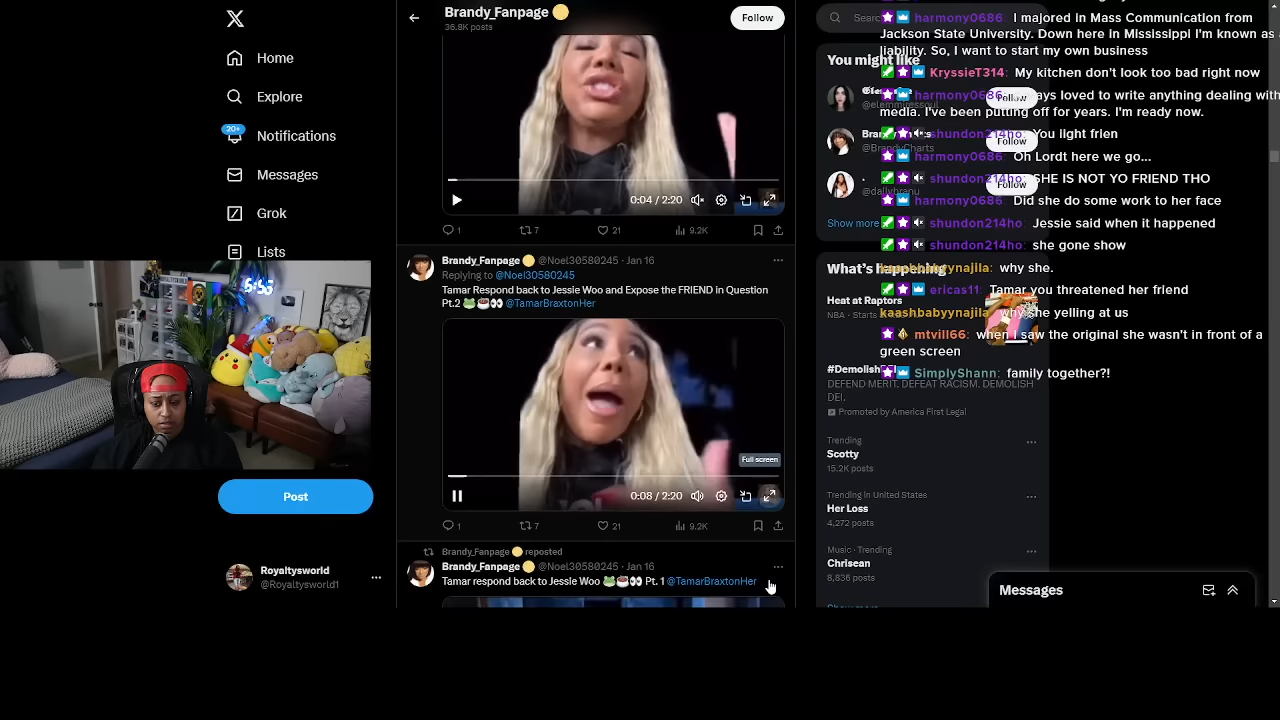 Home
Explore
20+
Notifications
Messages
Grok
Lists
Post
Royaltysworld
@Royaltysworld1
6:53
Brandy_Fanpage
36.8K posts
Follow
0:04 / 2:20
1
7
21
9.2K
Brandy_Fanpage @Noel30580245 · Jan 16
Replying to @Noel30580245
Tamar Respond back to Jessie Woo and Expose the FRIEND in Question
Pt.2 @TamarBraxtonHer
Full screen
0:08 / 2:20
1
7
21
9.2K
Brandy_Fanpage reposted
Brandy_Fanpage @Noel30580245 · Jan 16
Tamar respond back to Jessie Woo Pt. 1 @TamarBraxtonHer
You might like
@BrandyCharts
Follow
Follow
Follow
Show more
What's happening
Heat at Raptors
DEFEND MERIT. DEFEAT RACISM. DEMOLISH
DEI.
Promoted by America First Legal
Trending
Scotty
15.2K posts
Trending in United States
Her Loss
4,272 posts
Music · Trending
Chrisean
8,836 posts
Messages
harmony0686: I majored in Mass Communication from
Jackson State University. Down here in Mississippi I'm known as a
liability. So, I want to start my own business
KryssieT314: My kitchen don't look too bad right now
harmony0686: always loved to write anything dealing with
media. I've been putting off for years. I'm ready now.
shundon214ho: You light frien
harmony0686: Oh Lordt here we go...
shundon214ho: SHE IS NOT YO FRIEND THO
harmony0686: Did she do some work to her face
shundon214ho: Jessie said when it happened
shundon214ho: she gone show
kaashbabyynajila: why she.
ericas11: Tamar you threatened her friend
kaashbabyynajila: why she yelling at us
mtvill66: when I saw the original she wasn't in front of a
green screen
SimplyShann: family together?!